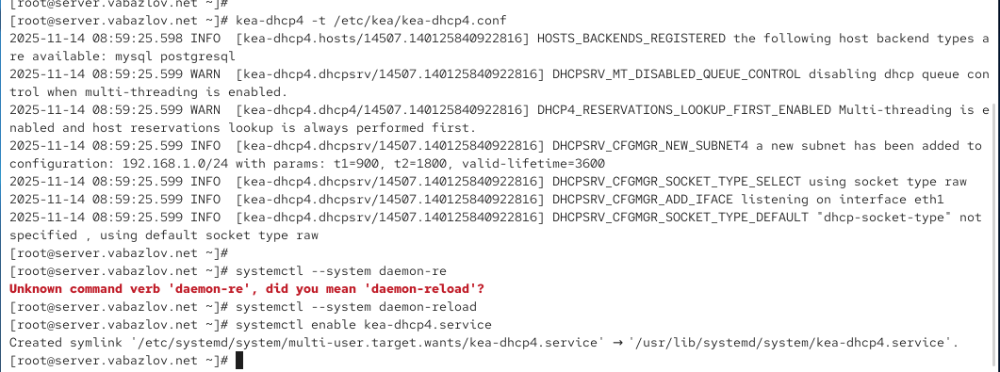 [root@server.vabazlov.net ~]#
[root@server.vabazlov.net ~]# kea-dhcp4 -t /etc/kea/kea-dhcp4.conf
2025-11-14 08:59:25.598 INFO  [kea-dhcp4.hosts/14507.140125840922816] HOSTS_BACKENDS_REGISTERED the following host backend types a
re available: mysql postgresql
2025-11-14 08:59:25.599 WARN  [kea-dhcp4.dhcpsrv/14507.140125840922816] DHCPSRV_MT_DISABLED_QUEUE_CONTROL disabling dhcp queue con
trol when multi-threading is enabled.
2025-11-14 08:59:25.599 WARN  [kea-dhcp4.dhcp4/14507.140125840922816] DHCP4_RESERVATIONS_LOOKUP_FIRST_ENABLED Multi-threading is e
nabled and host reservations lookup is always performed first.
2025-11-14 08:59:25.599 INFO  [kea-dhcp4.dhcpsrv/14507.140125840922816] DHCPSRV_CFGMGR_NEW_SUBNET4 a new subnet has been added to
configuration: 192.168.1.0/24 with params: t1=900, t2=1800, valid-lifetime=3600
2025-11-14 08:59:25.599 INFO  [kea-dhcp4.dhcpsrv/14507.140125840922816] DHCPSRV_CFGMGR_SOCKET_TYPE_SELECT using socket type raw
2025-11-14 08:59:25.599 INFO  [kea-dhcp4.dhcpsrv/14507.140125840922816] DHCPSRV_CFGMGR_ADD_IFACE listening on interface eth1
2025-11-14 08:59:25.599 INFO  [kea-dhcp4.dhcpsrv/14507.140125840922816] DHCPSRV_CFGMGR_SOCKET_TYPE_DEFAULT "dhcp-socket-type" not
specified , using default socket type raw
[root@server.vabazlov.net ~]#
[root@server.vabazlov.net ~]# systemctl --system daemon-re
Unknown command verb 'daemon-re', did you mean 'daemon-reload'?
[root@server.vabazlov.net ~]# systemctl --system daemon-reload
[root@server.vabazlov.net ~]# systemctl enable kea-dhcp4.service
Created symlink '/etc/systemd/system/multi-user.target.wants/kea-dhcp4.service' → '/usr/lib/systemd/system/kea-dhcp4.service'.
[root@server.vabazlov.net ~]#